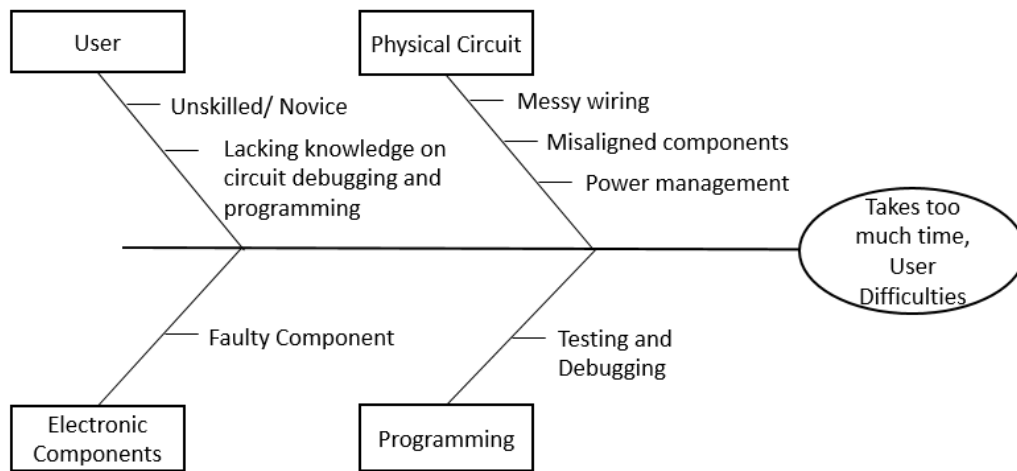 User
Physical Circuit
Unskilled/ Novice
Lacking knowledge on
circuit debugging and
programming
Messy wiring
Misaligned components
Power management
Takes too
much time,
User
Difficulties
Faulty Component
Testing and
Debugging
Electronic
Components
Programming